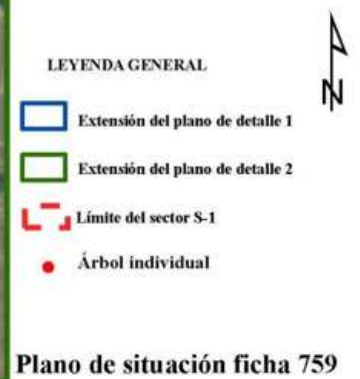 N
LEYENDA GENERAL
Extensión del plano de detalle 1
Extensión del plano de detalle 2
Límite del sector S-1
Árbol individual
Plano de situación ficha 759